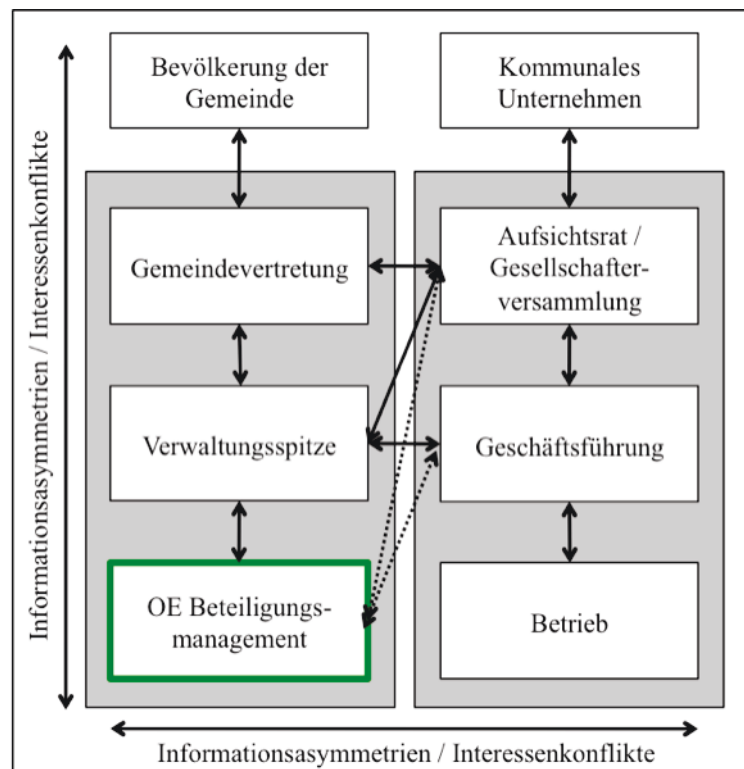 Bevölkerung der
Gemeinde
Kommunales
Unternehmen
Gemeindevertretung
Aufsichtsrat /
Gesellschafter-
versammlung
Verwaltungsspitze
Geschäftsführung
OE Beteiligungs-
management
Betrieb
Informationsasymmetrien / Interessenkonflikte
Informationsasymmetrien / Interessenkonflikte